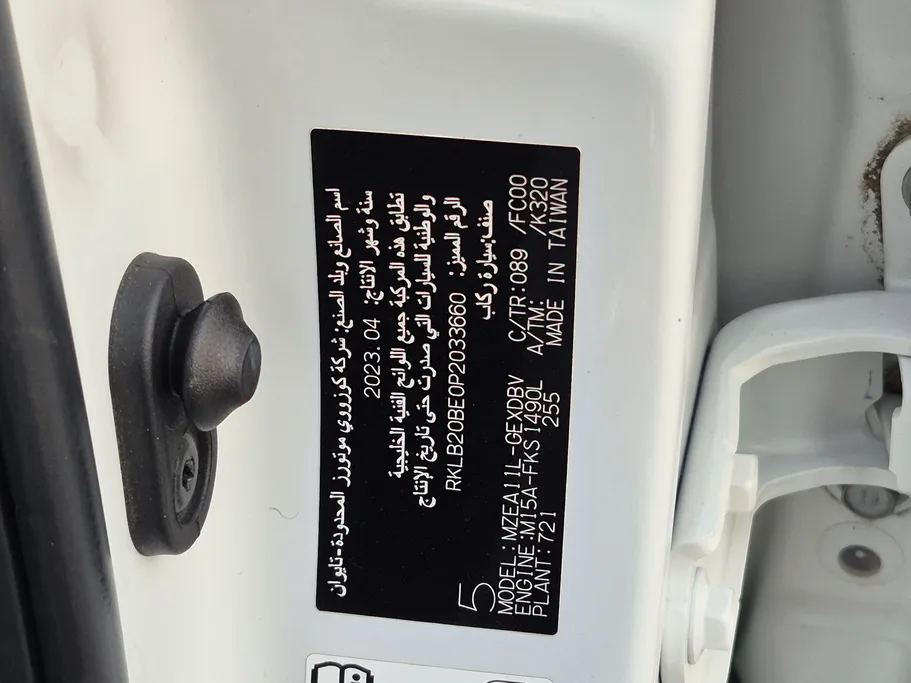 اسم الصانع وبلد الصنع: شركة كوزوي موتورز المحدودة-تايوان
سنة وشهر الانتاج: 2023.04
تطابق هذه المركبة جميع اللوائح الفنية الخليجية
والوطنية للسيارات التي صدرت حتى تاريخ الإنتاج
الرقم المميز: RKLB20BE0P2033660
صنف: سيارة ركاب
5
MODEL:MZEA11L-GEXDBV C/TR:089 /FC00
ENGINE:M15A-FKS 1490L A/TM: /K320
PLANT:721 255 MADE IN TAIWAN